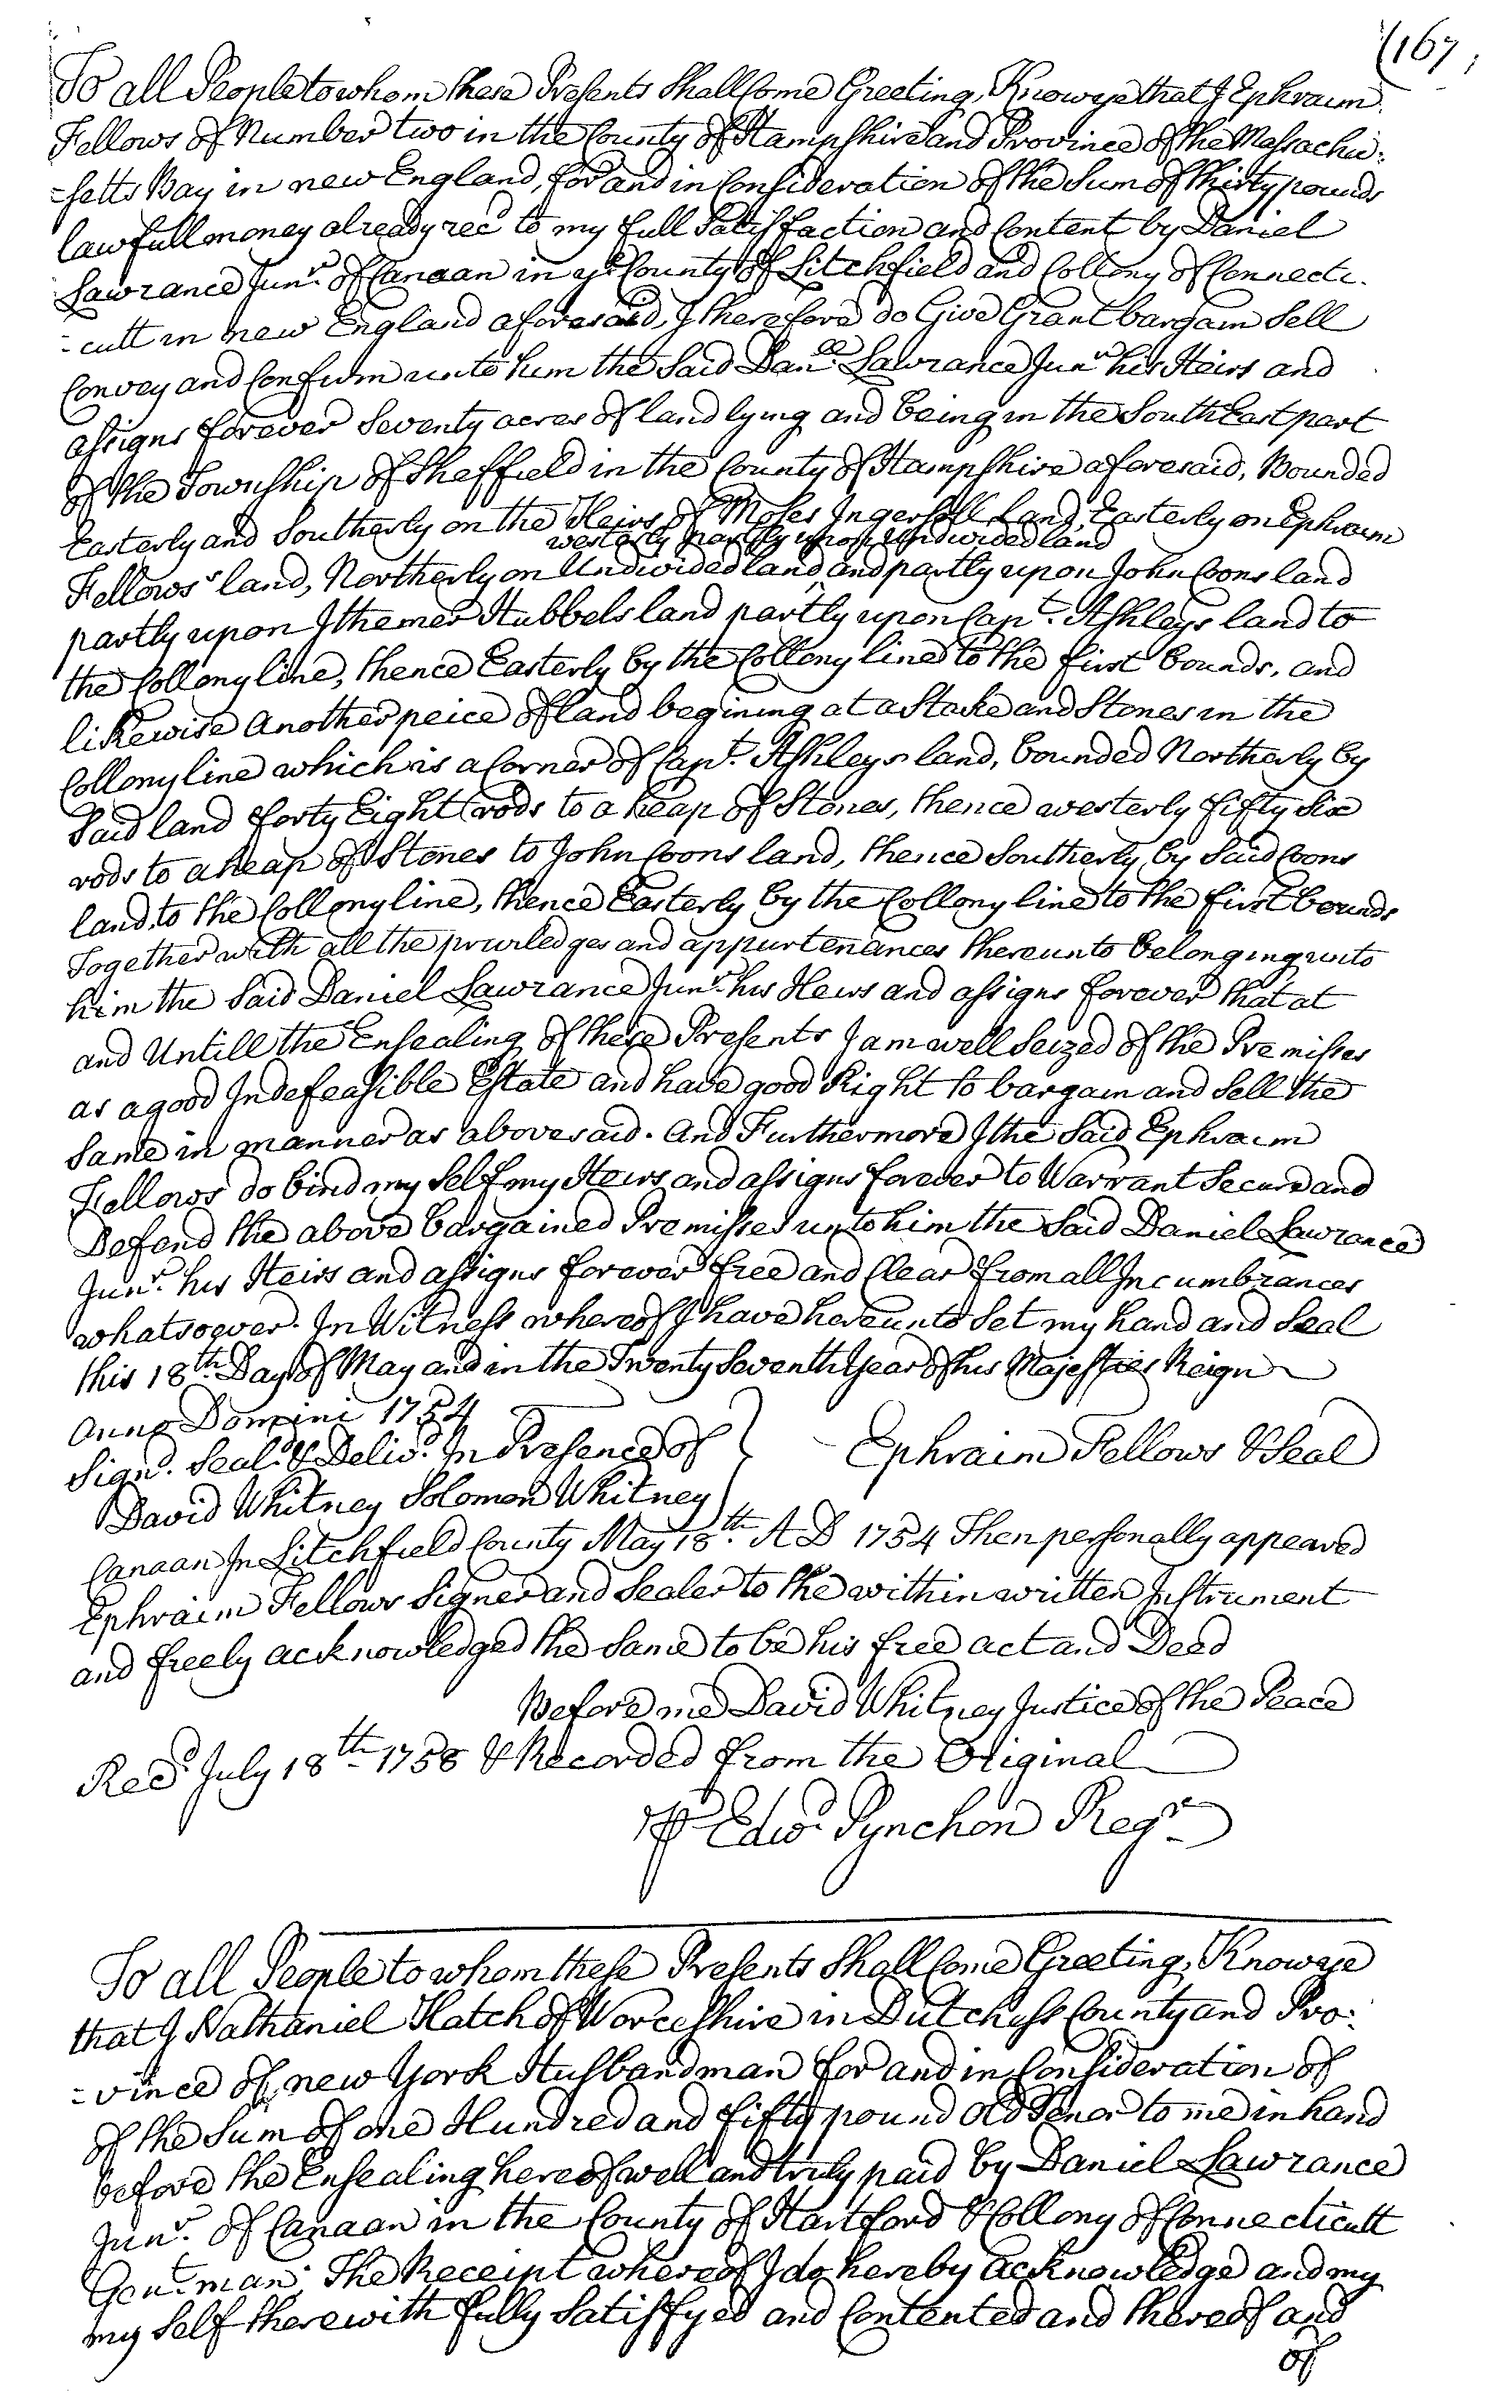 (167,
To all People to whom these Presents Shall Come Greeting, Know ye that I Ephraim
Fellows of Number two in the County of Hampshire and Province of the Massachu-
-setts Bay in new England, for and in Consideration of the Sum of thirty pounds
lawfull money already recd to my full Satisfaction and Content by Daniel
Lawrance Junr. of Canaan in ye County of Litchfield and Collony of Connecti-
-cutt in new England aforesaid, I therefore do Give Grant bargain Sell
Convey and Confirm unto him the Said Danll Lawrance Junr his Heirs and
assigns forever Seventy acres of land lying and being in the South East part
of the Township of Sheffield in the County of Hampshire aforesaid, Bounded
Easterly and Southerly on the Heirs of Moses Ingersoll Land, Easterly on Ephraim
westerly partly upon Undivided land
Fellows's land, Northerly on Undivided land and partly upon John Coons land
partly upon Ithemer Hubbels land partly upon Capt. Ashleys land to
the Collony line, thence Easterly by the Collony line to the first bounds, and
likewise Another peice of land begining at a Stake and Stones in the
Collony line which is a Corner of Capt. Ashleys land, bounded Northerly by
Said land forty Eight rods to a heap of Stones, thence westerly fifty Six
rods to a heap of Stones to John Coons land, thence Southerly by Said Coons
land, to the Collony line, thence Easterly by the Collony line to the first bounds
Together with all the priviledges and appurtenances thereunto belonging unto
him the Said Daniel Lawrance Junr. his Heirs and assigns forever that at
and Untill the Ensealing of these Presents I am well Seized of the Premisses
as a good Indefeasible Estate and have good Right to bargain and Sell the
Same in manner as abovesaid. And Furthermore I the Said Ephraim
Fellows do bind my Self my Heirs and assigns forever to Warrant Secure and
Defend the above bargained Premisses unto him the Said Daniel Lawrance
Junr. his Heirs and assigns forever free and Clear from all Incumbrances
whatsoever. In Witness whereof I have hereunto Set my hand and Seal
this 18th Day of May and in the Twenty Seventh Year of his Majesties Reign
Anno Domini 1754
Signd. Seald. & Delivd. In Presence of } Ephraim Fellows & Seal
David Whitney Solomon Whitney
Canaan In Litchfield County May 18th. A D 1754 Then personally appeared
Ephraim Fellows Signer and Sealer to the within written Instrument
and freely acknowledged the Same to be his free act and Deed
Before me David Whitney Justice of the Peace
Recd July 18th 1758 & Recorded from the Original
P Edwd. Pynchon Regr
To all People to whom these Presents Shall Come Greeting, Know ye
that I Nathaniel Hatch of Worcesshire in Dutchess County and Pro-
-vince of new York Husbandman for and in Consideration of
of the Sum of one Hundred and fifty pound Old Tenor to me in hand
before the Ensealing hereof well and truly paid by Daniel Lawrance
Junr. of Canaan in the County of Hartford & Collony of Connecticutt
Gentman; The Receipt whereof I do hereby acknowledge and my
my Self therewith fully Satisfyed and Contented and thereof and
of